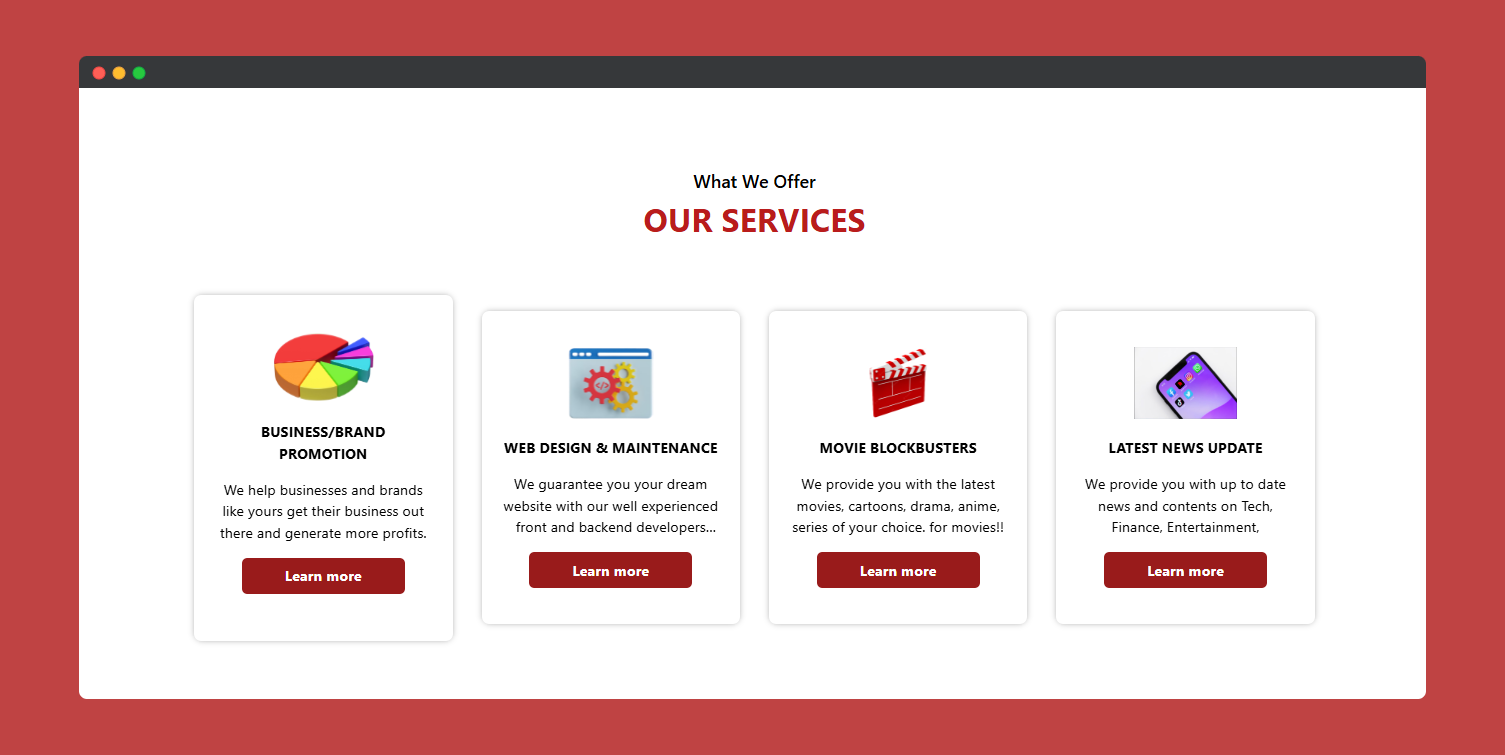 What We Offer
OUR SERVICES
BUSINESS/BRAND
PROMOTION
We help businesses and brands
like yours get their business out
there and generate more profits.
Learn more
WEB DESIGN & MAINTENANCE
We guarantee you your dream
website with our well experienced
front and backend developers...
Learn more
MOVIE BLOCKBUSTERS
We provide you with the latest
movies, cartoons, drama, anime,
series of your choice. for movies!!
Learn more
LATEST NEWS UPDATE
We provide you with up to date
news and contents on Tech,
Finance, Entertainment,
Learn more